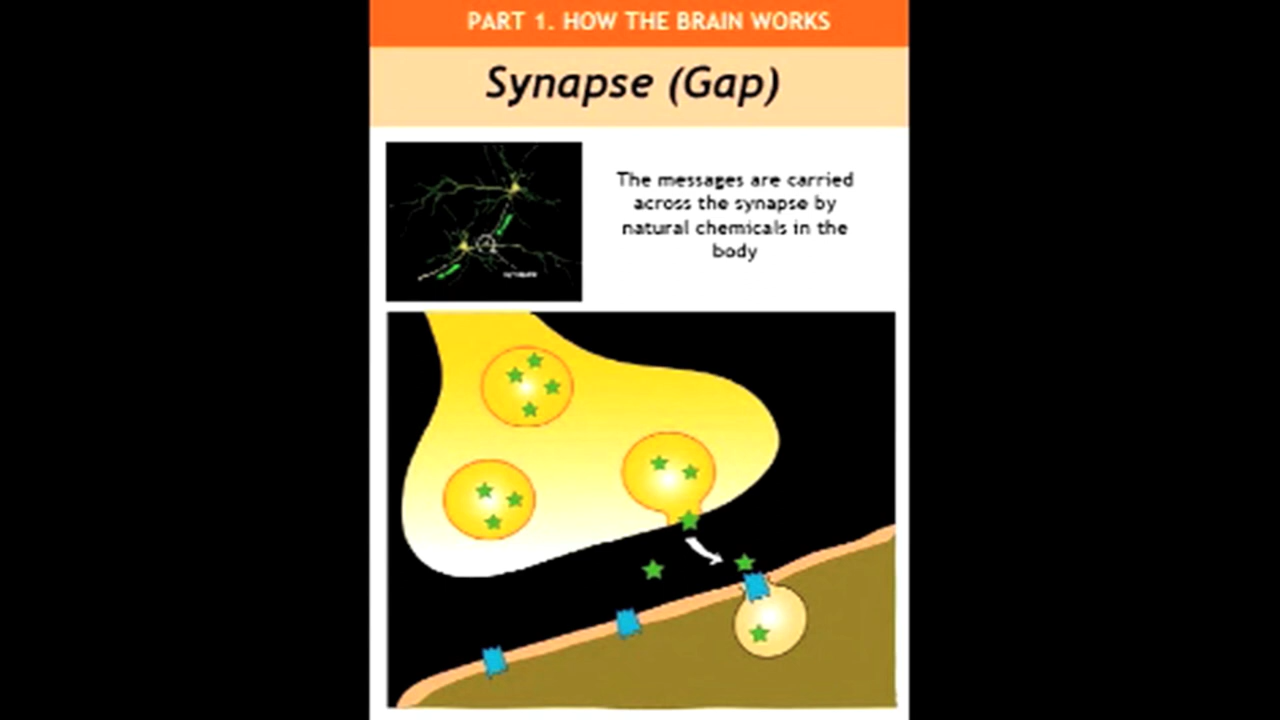 PART 1. HOW THE BRAIN WORKS
Synapse (Gap)
The messages are carried
across the synapse by
natural chemicals in the
body